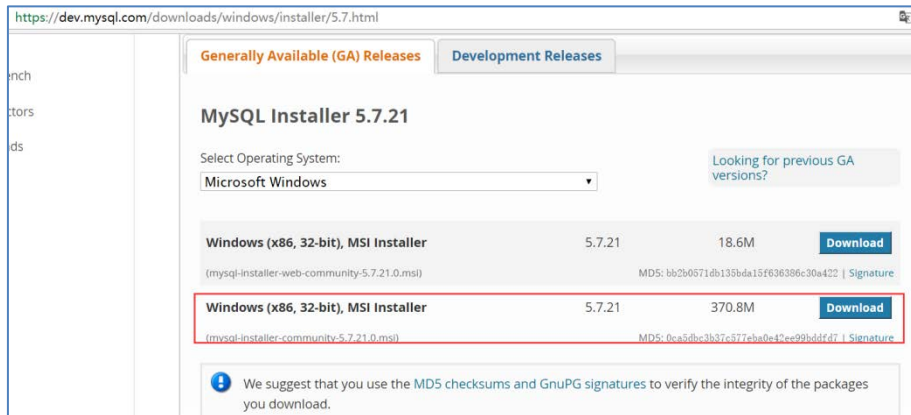 https://dev.mysql.com/downloads/windows/installer/5.7.html
Generally Available (GA) Releases Development Releases
ench
ctors
ds
MySQL Installer 5.7.21
Select Operating System:
Microsoft Windows
Looking for previous GA
versions?
Windows (x86, 32-bit), MSI Installer 5.7.21 18.6M Download
(mysql-installer-web-community-5.7.21.0.msi) MD5: bb2b0571db135bda15f636386c30a422 | Signature
Windows (x86, 32-bit), MSI Installer 5.7.21 370.8M Download
(mysql-installer-community-5.7.21.0.msi) MD5: 0ca5dbc3b37c577eba0e42ee99bddfd7 | Signature
We suggest that you use the MD5 checksums and GnuPG signatures to verify the integrity of the packages
you download.